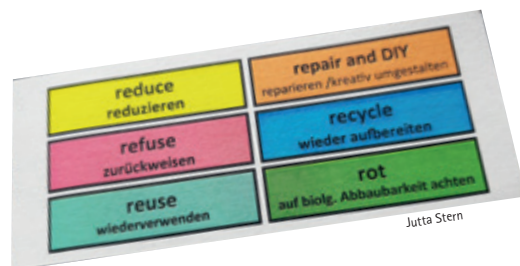 reduce
reduzieren
refuse
zurückweisen
reuse
wiederverwenden
repair and DIY
reparieren /kreativ umgestalten
recycle
wieder aufbereiten
rot
auf biolg. Abbaubarkeit achten
Jutta Stern